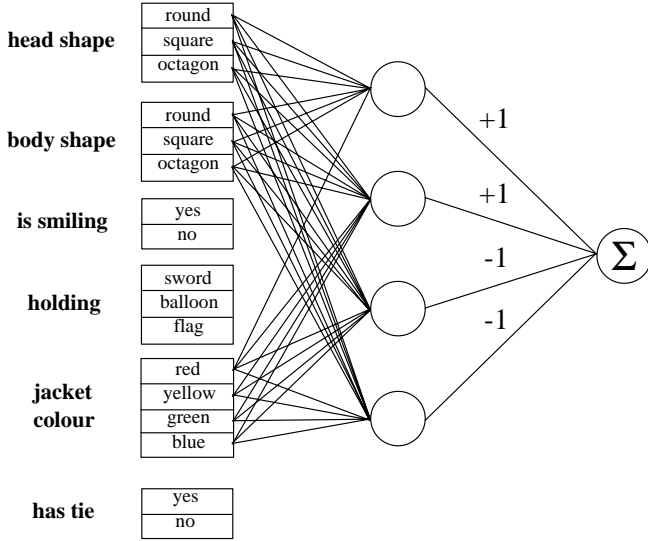 head shape
round
square
octagon
body shape
round
square
octagon
is smiling
yes
no
holding
sword
balloon
flag
jacket
colour
red
yellow
green
blue
has tie
yes
no
+1
+1
-1
-1
Σ